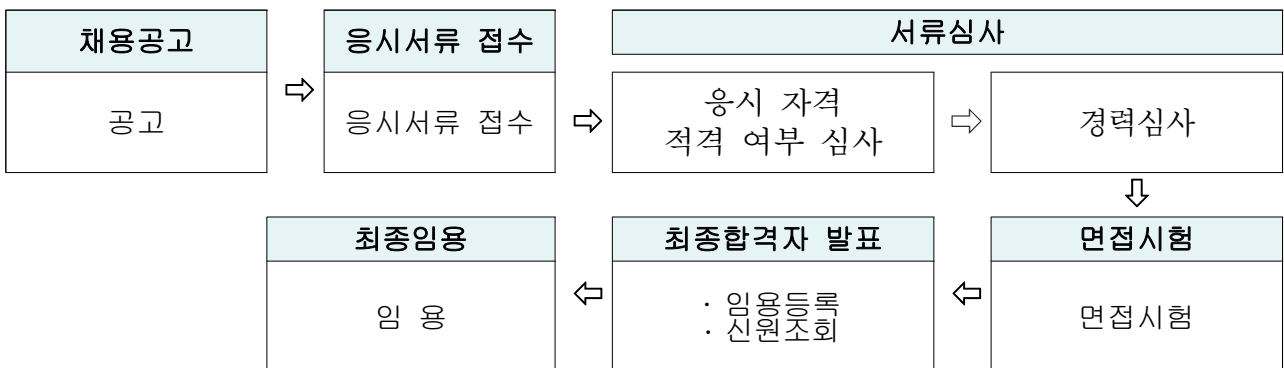 채용공고
공고
⇨
응시서류 접수
응시서류 접수
⇨
서류심사
응시 자격
적격 여부 심사
⇨
경력심사
⇩
면접시험
면접시험
⇦
최종합격자 발표
· 임용등록
· 신원조회
⇦
최종임용
임 용